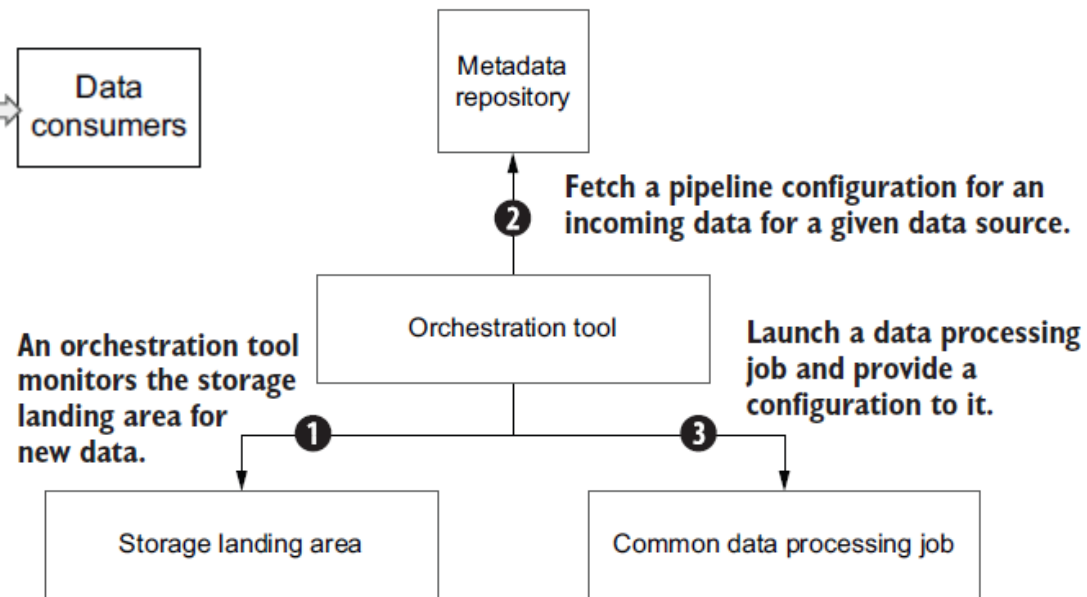 Data
consumers
Metadata
repository
2
Fetch a pipeline configuration for an
incoming data for a given data source.
Orchestration tool
An orchestration tool
monitors the storage
landing area for
new data.
Launch a data processing
job and provide a
configuration to it.
1
3
Storage landing area
Common data processing job